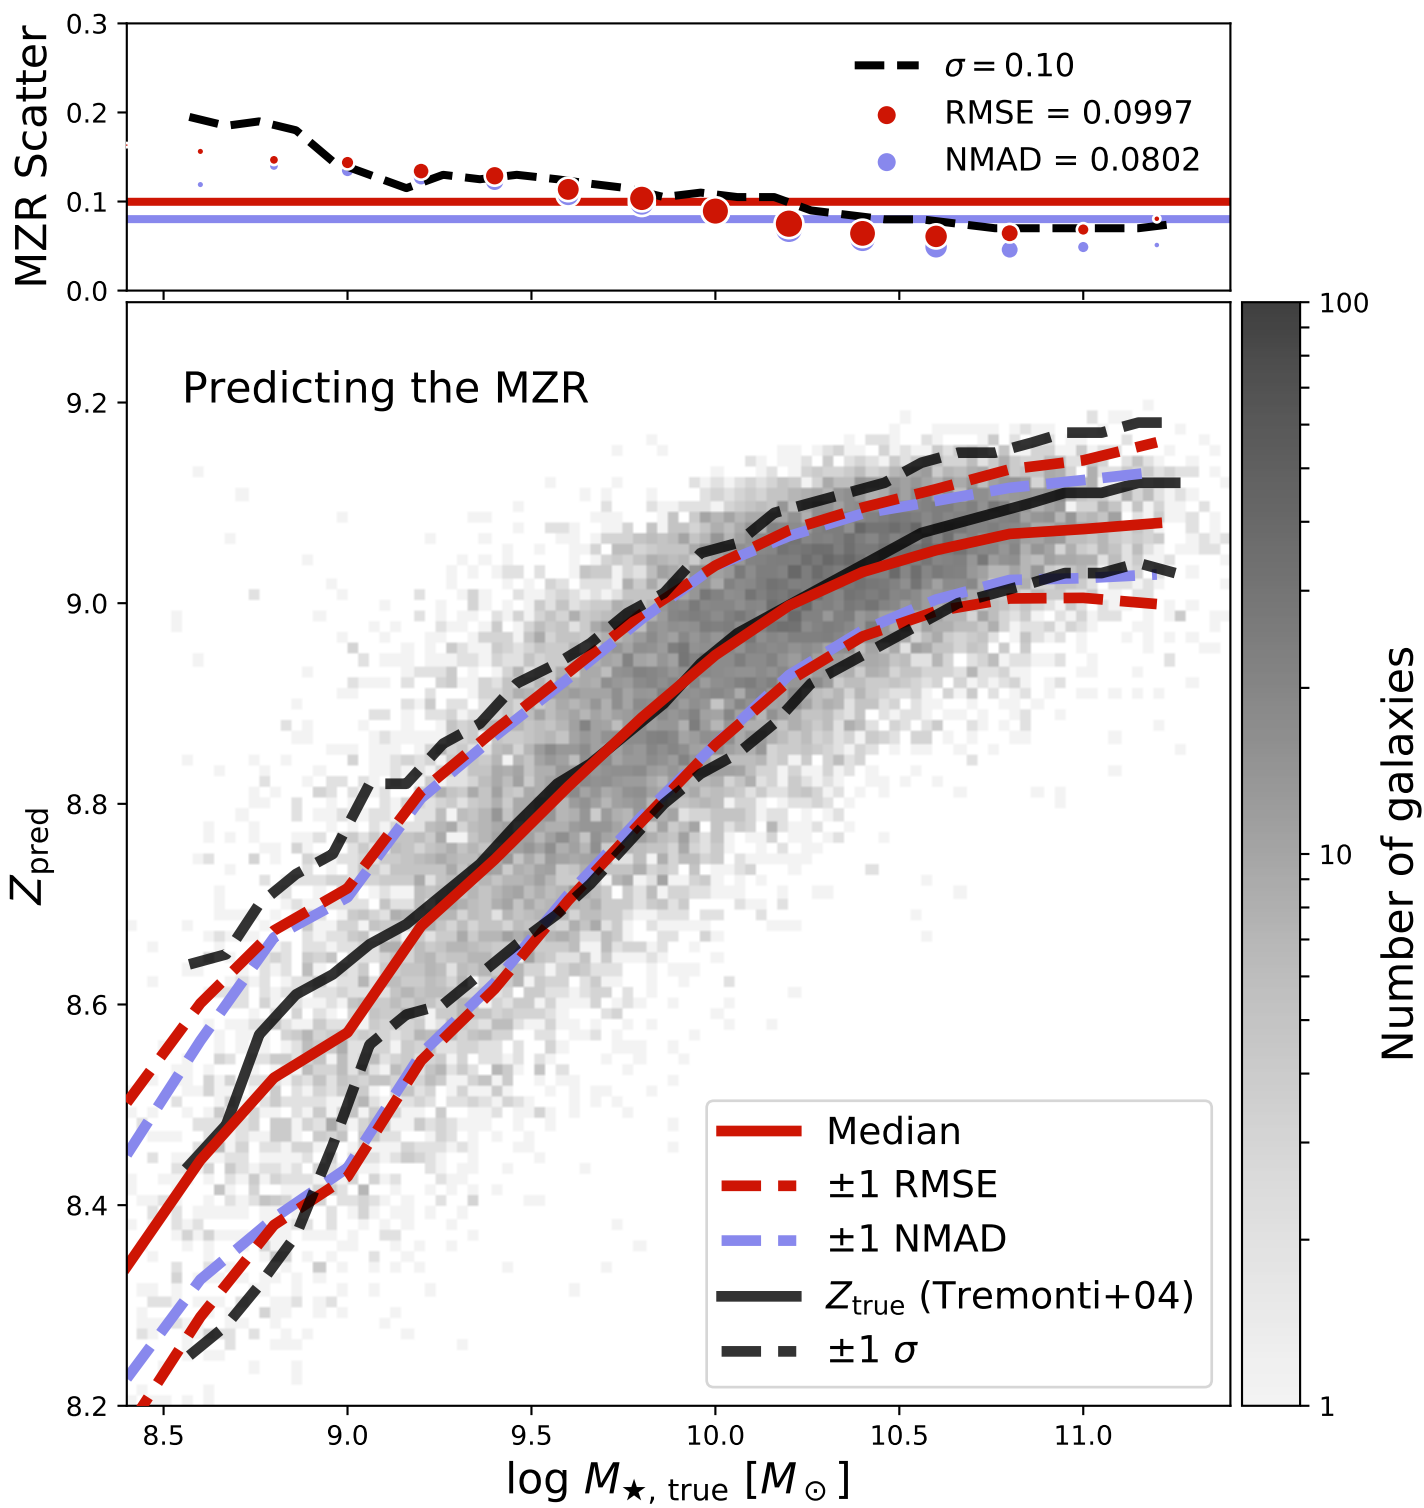 0.3
0.2
0.1
0.0
MZR Scatter
σ = 0.10
RMSE = 0.0997
NMAD = 0.0802
Predicting the MZR
9.2
9.0
8.8
8.6
8.4
8.2
Z_pred
8.5 9.0 9.5 10.0 10.5 11.0
log M_★, true [M_⊙]
Median
±1 RMSE
±1 NMAD
Z_true (Tremonti+04)
±1 σ
100
10
1
Number of galaxies